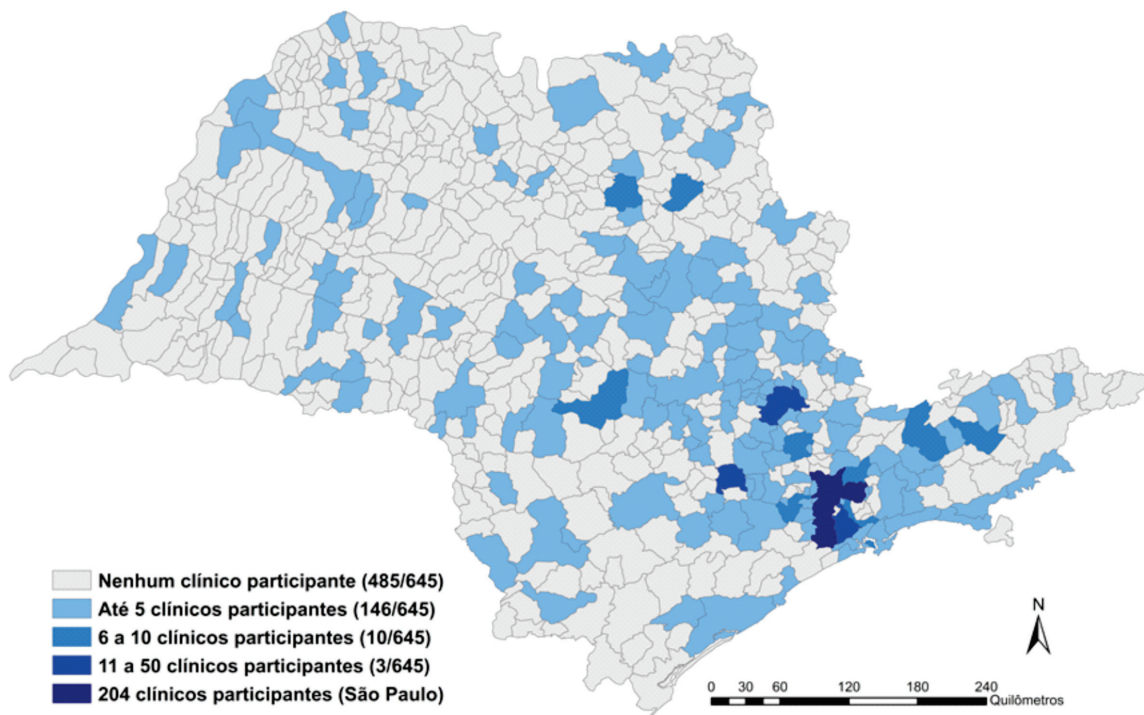 Nenhum clínico participante (485/645)
Até 5 clínicos participantes (146/645)
6 a 10 clínicos participantes (10/645)
11 a 50 clínicos participantes (3/645)
204 clínicos participantes (São Paulo)
N
0 30 60 120 180 240
Quilômetros